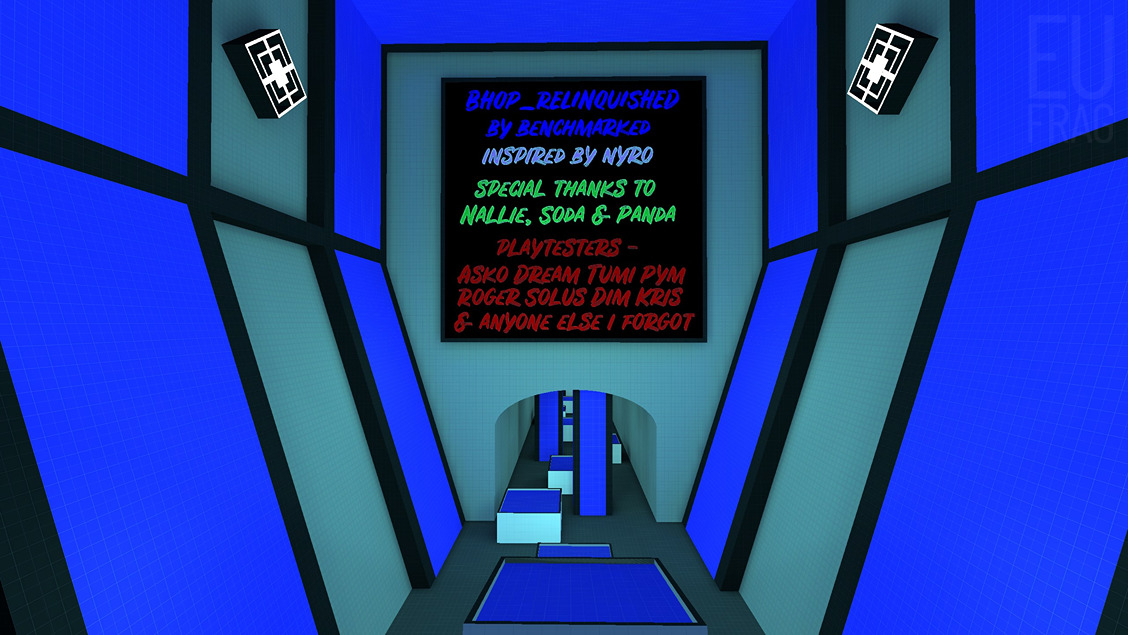 BHOP_RELINQUISHED
BY BENCHMARKED
INSPIRED BY NYRO
SPECIAL THANKS TO
NALLIE, SODA & PANDA
PLAYTESTERS -
ASKO DREAM TUMI PYM
ROGER SOLUS DIM KRIS
& ANYONE ELSE I FORGOT
EU
FRAG